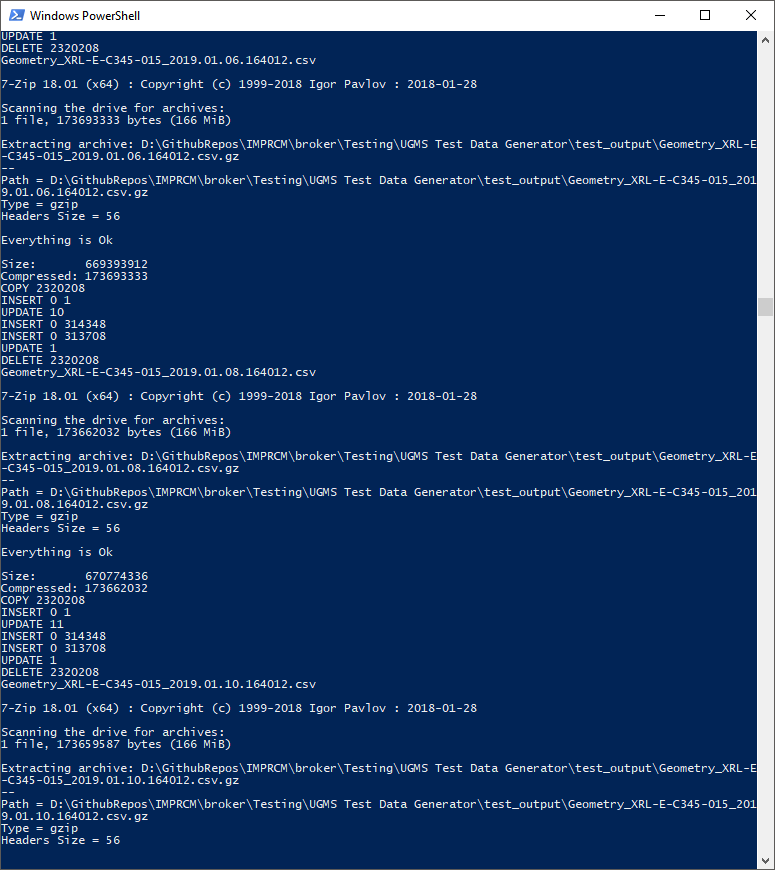 Windows PowerShell
UPDATE 1
DELETE 2320208
Geometry_XRL-E-C345-015_2019.01.06.164012.csv
7-Zip 18.01 (x64) : Copyright (c) 1999-2018 Igor Pavlov : 2018-01-28
Scanning the drive for archives:
1 file, 173693333 bytes (166 MiB)
Extracting archive: D:\GithubRepos\IMPRCM\broker\Testing\UGMS Test Data Generator\test_output\Geometry_XRL-E
-C345-015_2019.01.06.164012.csv.gz
--
Path = D:\GithubRepos\IMPRCM\broker\Testing\UGMS Test Data Generator\test_output\Geometry_XRL-E-C345-015_201
9.01.06.164012.csv.gz
Type = gzip
Headers Size = 56
Everything is Ok
Size:       669393912
Compressed: 173693333
COPY 2320208
INSERT 0 1
UPDATE 10
INSERT 0 314348
INSERT 0 313708
UPDATE 1
DELETE 2320208
Geometry_XRL-E-C345-015_2019.01.08.164012.csv
7-Zip 18.01 (x64) : Copyright (c) 1999-2018 Igor Pavlov : 2018-01-28
Scanning the drive for archives:
1 file, 173662032 bytes (166 MiB)
Extracting archive: D:\GithubRepos\IMPRCM\broker\Testing\UGMS Test Data Generator\test_output\Geometry_XRL-E
-C345-015_2019.01.08.164012.csv.gz
--
Path = D:\GithubRepos\IMPRCM\broker\Testing\UGMS Test Data Generator\test_output\Geometry_XRL-E-C345-015_201
9.01.08.164012.csv.gz
Type = gzip
Headers Size = 56
Everything is Ok
Size:       670774336
Compressed: 173662032
COPY 2320208
INSERT 0 1
UPDATE 11
INSERT 0 314348
INSERT 0 313708
UPDATE 1
DELETE 2320208
Geometry_XRL-E-C345-015_2019.01.10.164012.csv
7-Zip 18.01 (x64) : Copyright (c) 1999-2018 Igor Pavlov : 2018-01-28
Scanning the drive for archives:
1 file, 173659587 bytes (166 MiB)
Extracting archive: D:\GithubRepos\IMPRCM\broker\Testing\UGMS Test Data Generator\test_output\Geometry_XRL-E
-C345-015_2019.01.10.164012.csv.gz
--
Path = D:\GithubRepos\IMPRCM\broker\Testing\UGMS Test Data Generator\test_output\Geometry_XRL-E-C345-015_201
9.01.10.164012.csv.gz
Type = gzip
Headers Size = 56